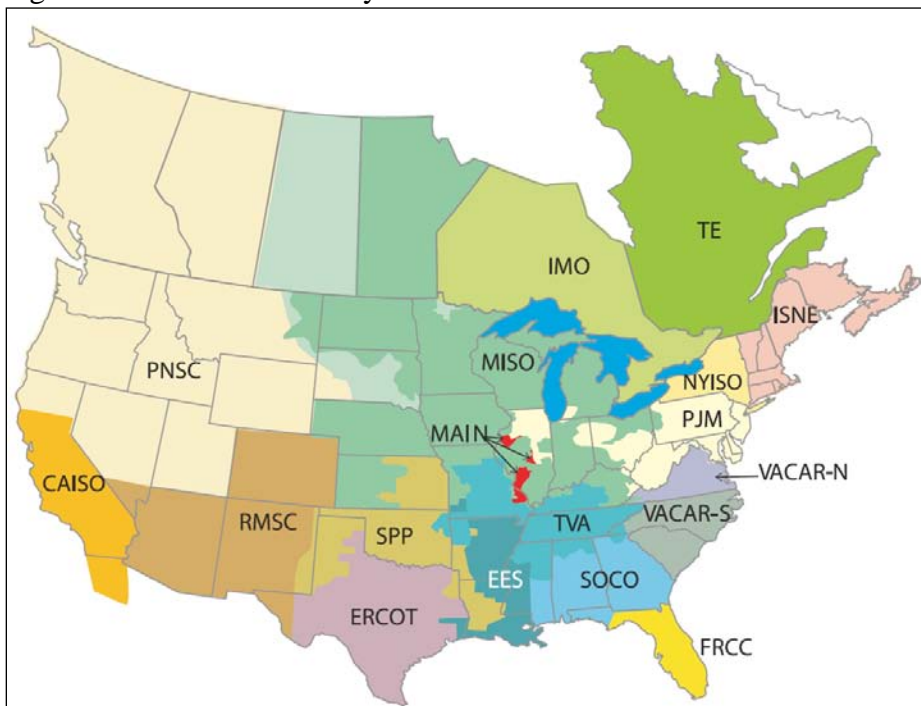 TE
IMO
ISNE
MISO
NYISO
PNSC
PJM
MAIN
VACAR-N
CAISO
RMSC
VACAR-S
TVA
SPP
EES
SOCO
ERCOT
FRCC